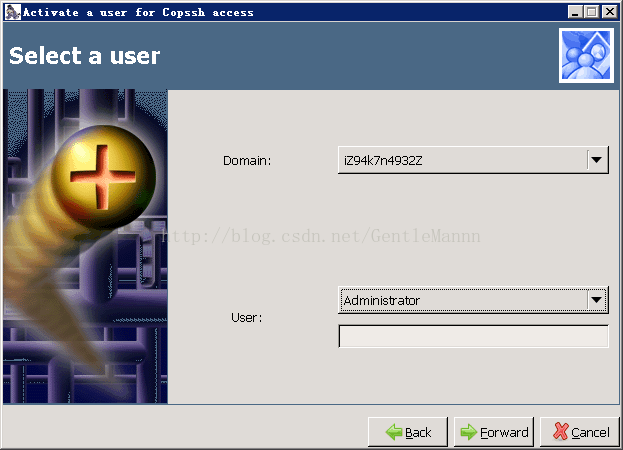 Activate a user for Copssh access
Select a user
Domain:
iZ94k7n4932Z
http://blog.csdn.net/GentleMannn
User:
Administrator
Back
Forward
Cancel